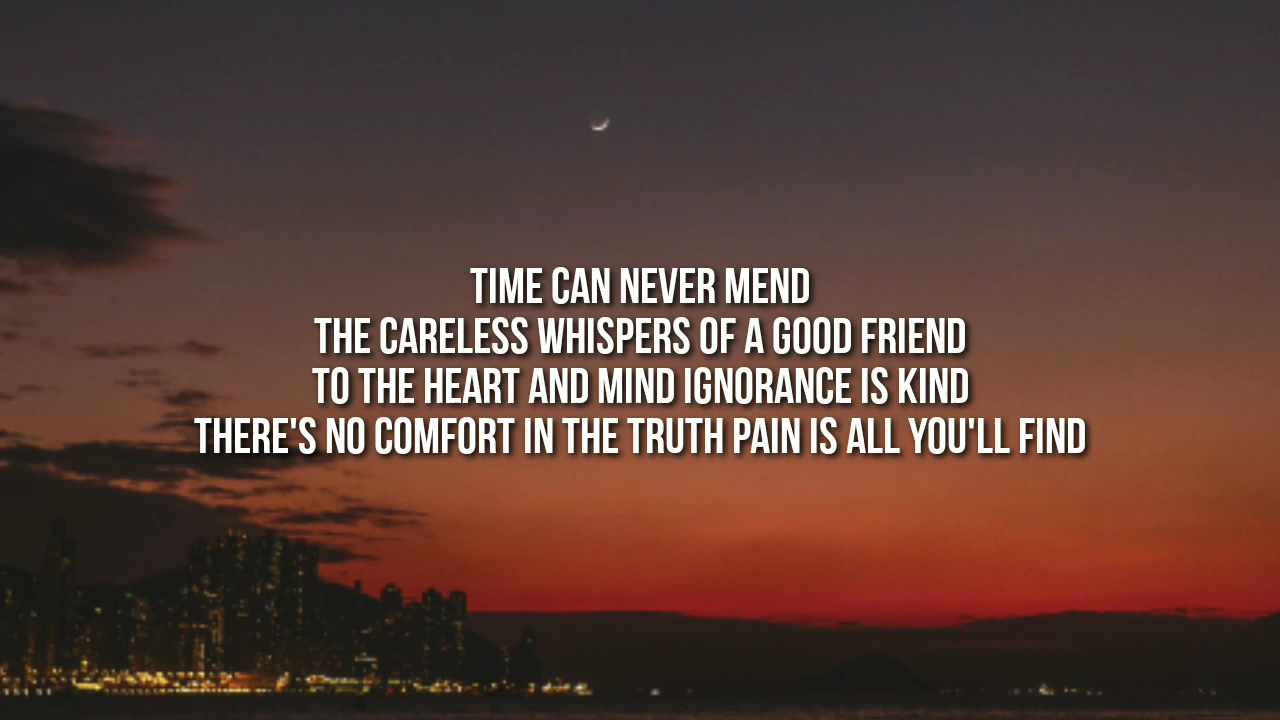 TIME CAN NEVER MEND
THE CARELESS WHISPERS OF A GOOD FRIEND
TO THE HEART AND MIND IGNORANCE IS KIND
THERE'S NO COMFORT IN THE TRUTH PAIN IS ALL YOU'LL FIND